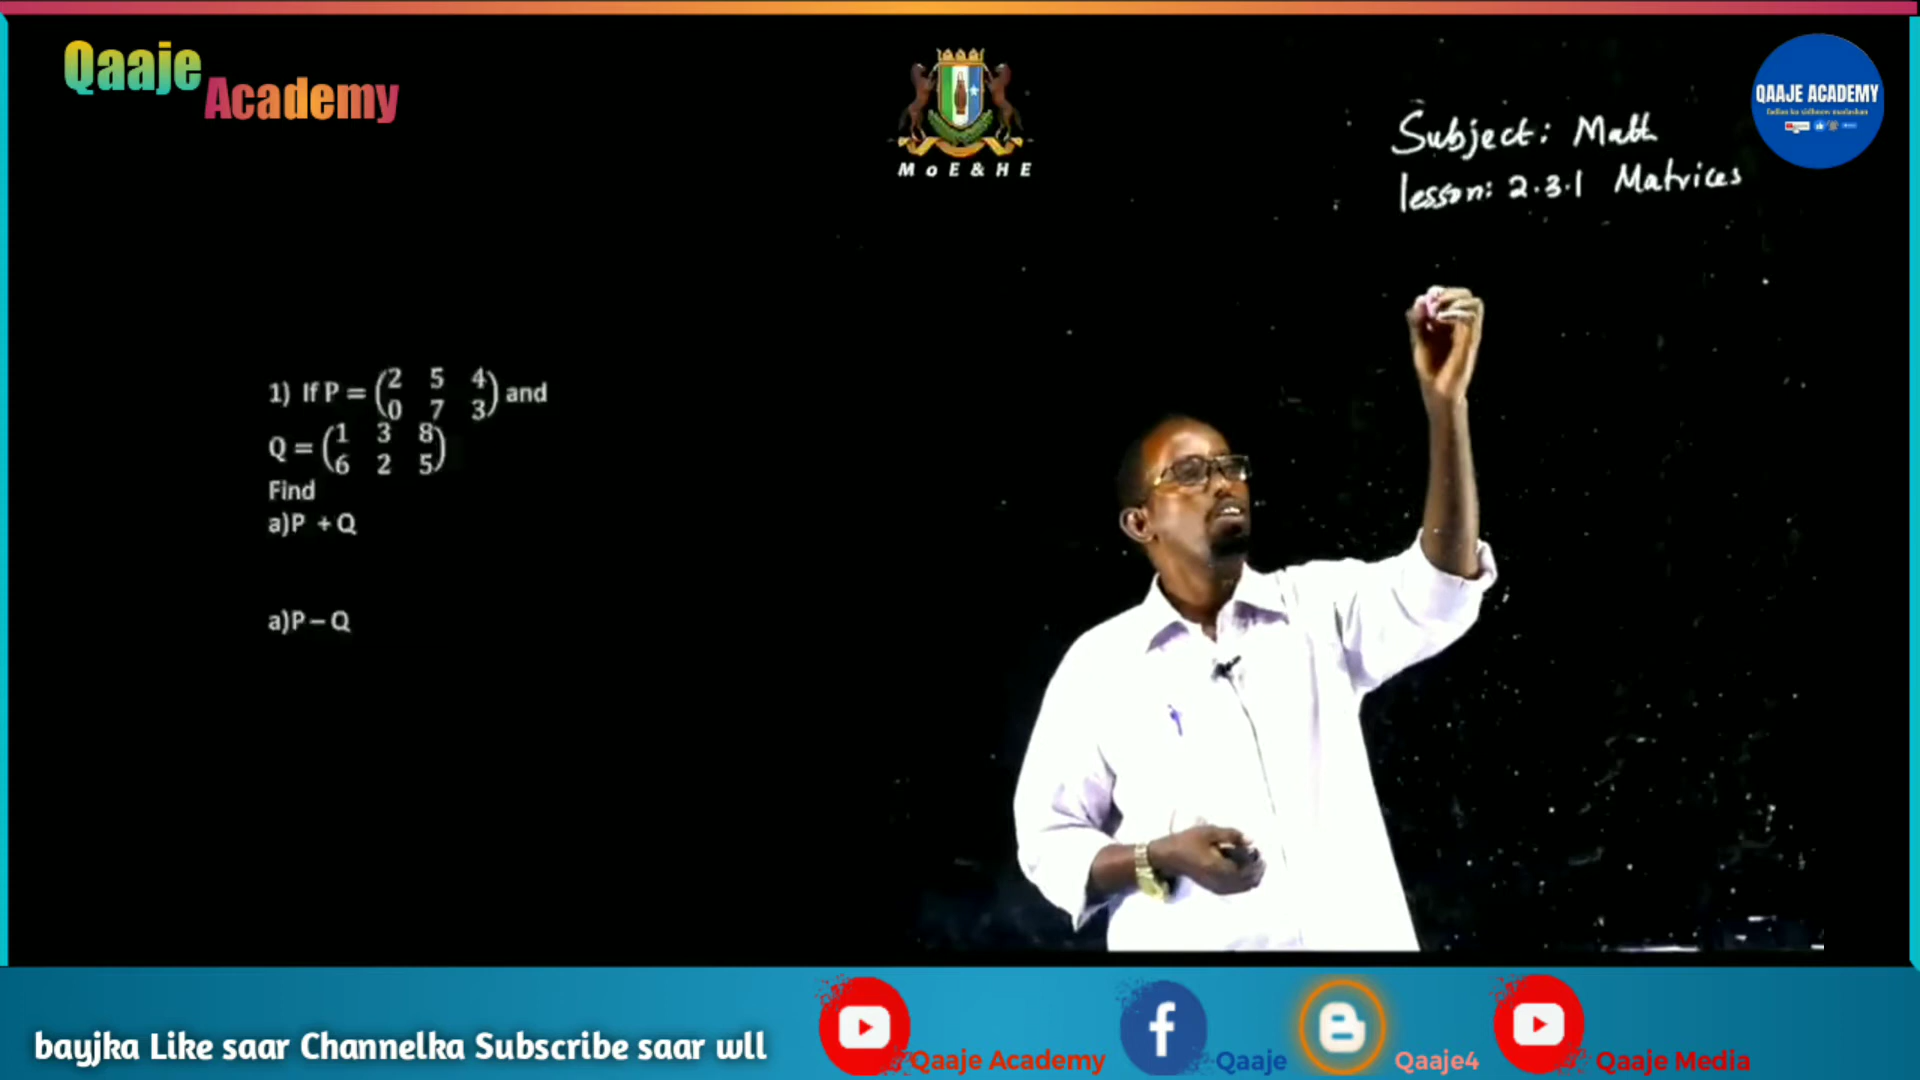 Qaaje
Academy
M o E & H E
Subject: Math
lesson: 2.3.1 Matrices
QAAJE ACADEMY
1) If P = (2 5 4
0 7 3) and
Q = (1 3 8
6 2 5)
Find
a)P + Q
a)P – Q
bayjka Like saar Channelka Subscribe saar wll
Qaaje Academy
Qaaje
Qaaje4
Qaaje Media